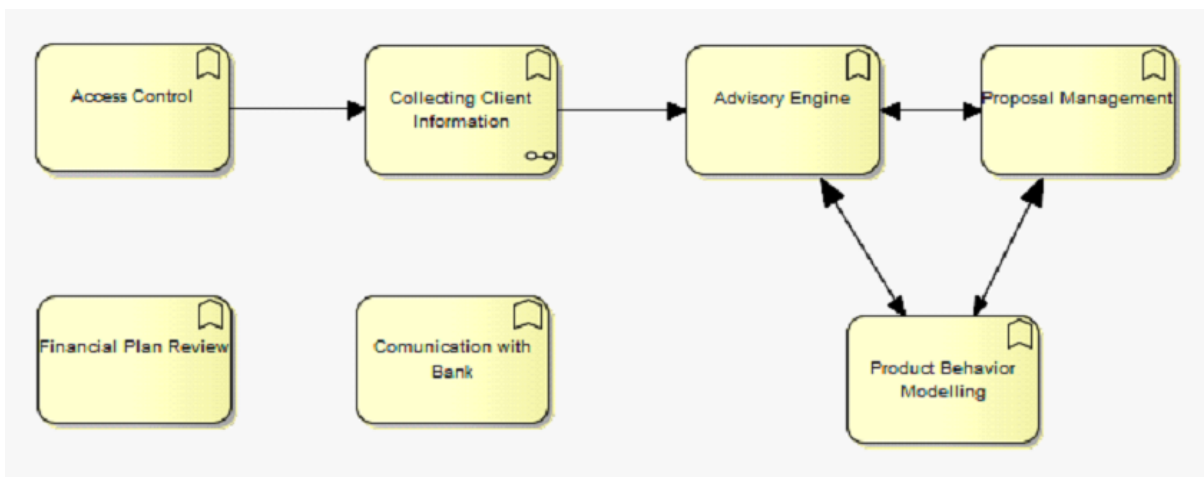 Access Control
Collecting Client
Information
Advisory Engine
Proposal Management
Financial Plan Review
Comunication with
Bank
Product Behavior
Modelling